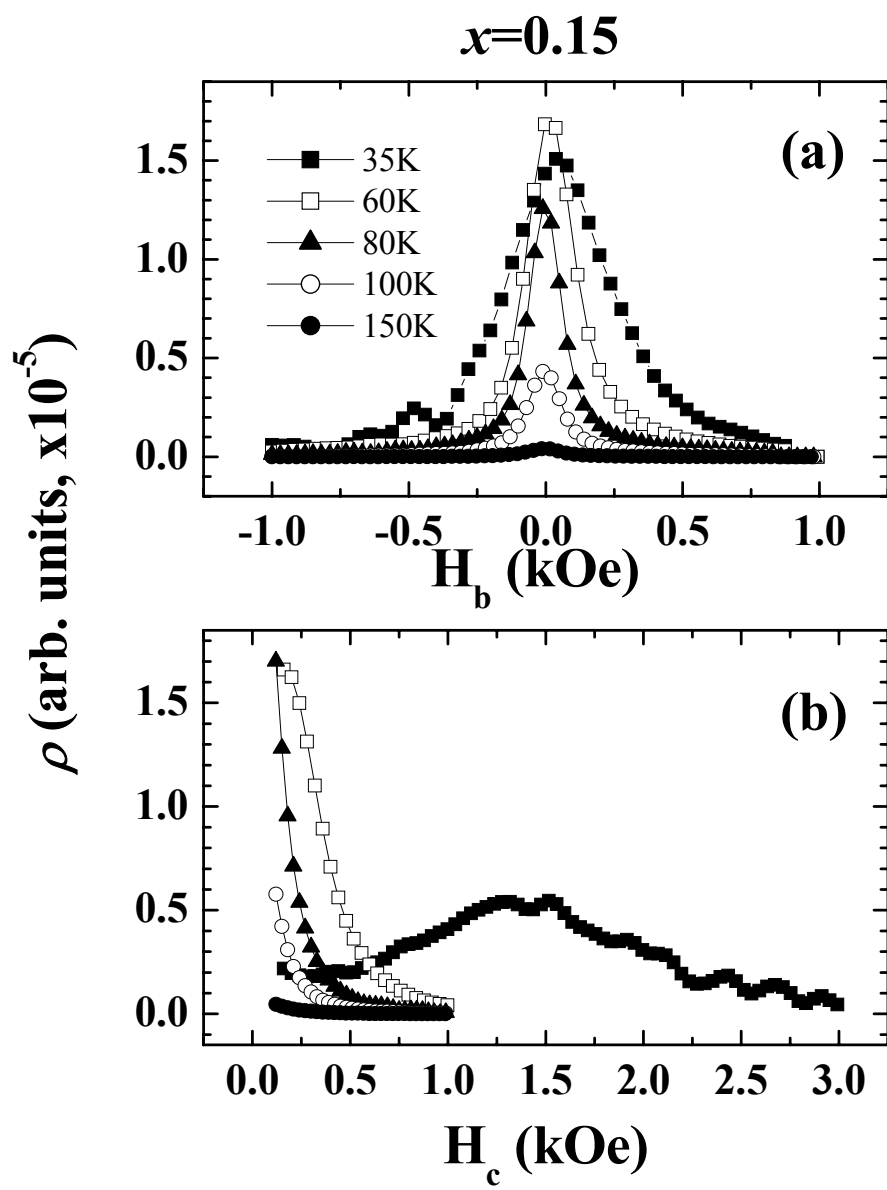 x=0.15
(a)
35K
60K
80K
100K
150K
1.5
1.0
0.5
0.0
-1.0 -0.5 0.0 0.5 1.0
H_b (kOe)
ρ (arb. units, x10^-5)
(b)
1.5
1.0
0.5
0.0
0.0 0.5 1.0 1.5 2.0 2.5 3.0
H_c (kOe)